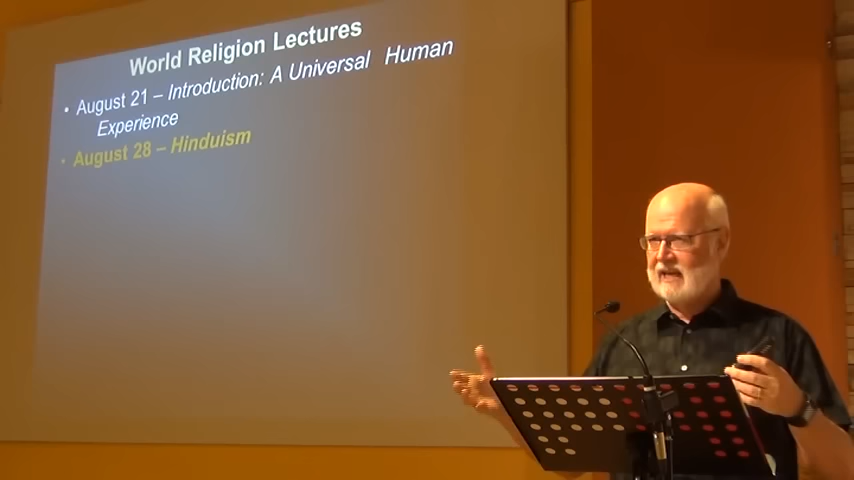 World Religion Lectures
▪ August 21 – Introduction: A Universal Human
Experience
▪ August 28 – Hinduism